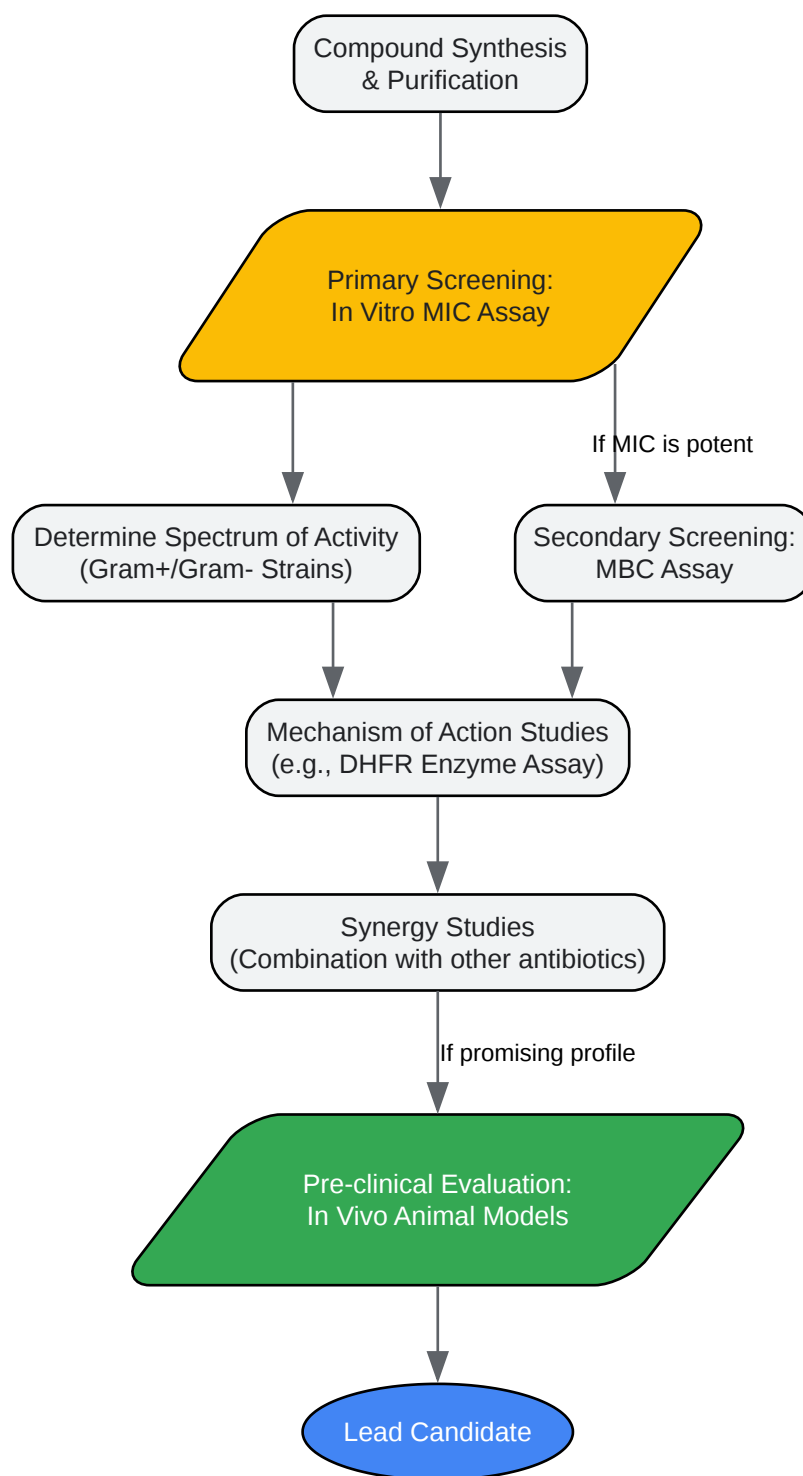 Compound Synthesis
& Purification
Primary Screening:
In Vitro MIC Assay
If MIC is potent
Determine Spectrum of Activity
(Gram+/Gram- Strains)
Secondary Screening:
MBC Assay
Mechanism of Action Studies
(e.g., DHFR Enzyme Assay)
Synergy Studies
(Combination with other antibiotics)
If promising profile
Pre-clinical Evaluation:
In Vivo Animal Models
Lead Candidate